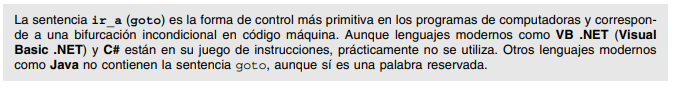 La sentencia ir_a (goto) es la forma de control más primitiva en los programas de computadoras y correspon-
de a una bifurcación incondicional en código máquina. Aunque lenguajes modernos como VB .NET (Visual
Basic .NET) y C# están en su juego de instrucciones, prácticamente no se utiliza. Otros lenguajes modernos
como Java no contienen la sentencia goto, aunque sí es una palabra reservada.